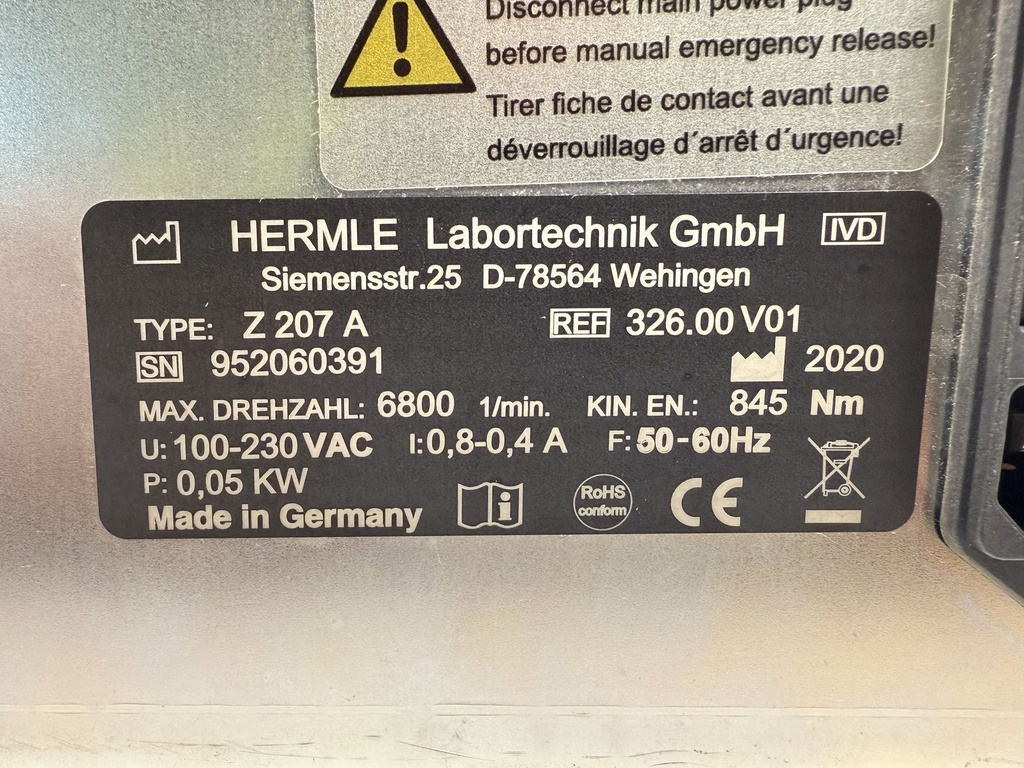 Disconnect main power plug
before manual emergency release!
Tirer fiche de contact avant une
déverrouillage d´arrêt d´urgence!
HERMLE Labortechnik GmbH IVD
Siemensstr.25 D-78564 Wehingen
TYPE: Z 207 A REF 326.00 V01
SN 952060391 2020
MAX. DREHZAHL: 6800 1/min. KIN. EN.: 845 Nm
U: 100-230 VAC I:0,8-0,4 A F: 50-60Hz
P: 0,05 KW
Made in Germany i RoHS conform CE